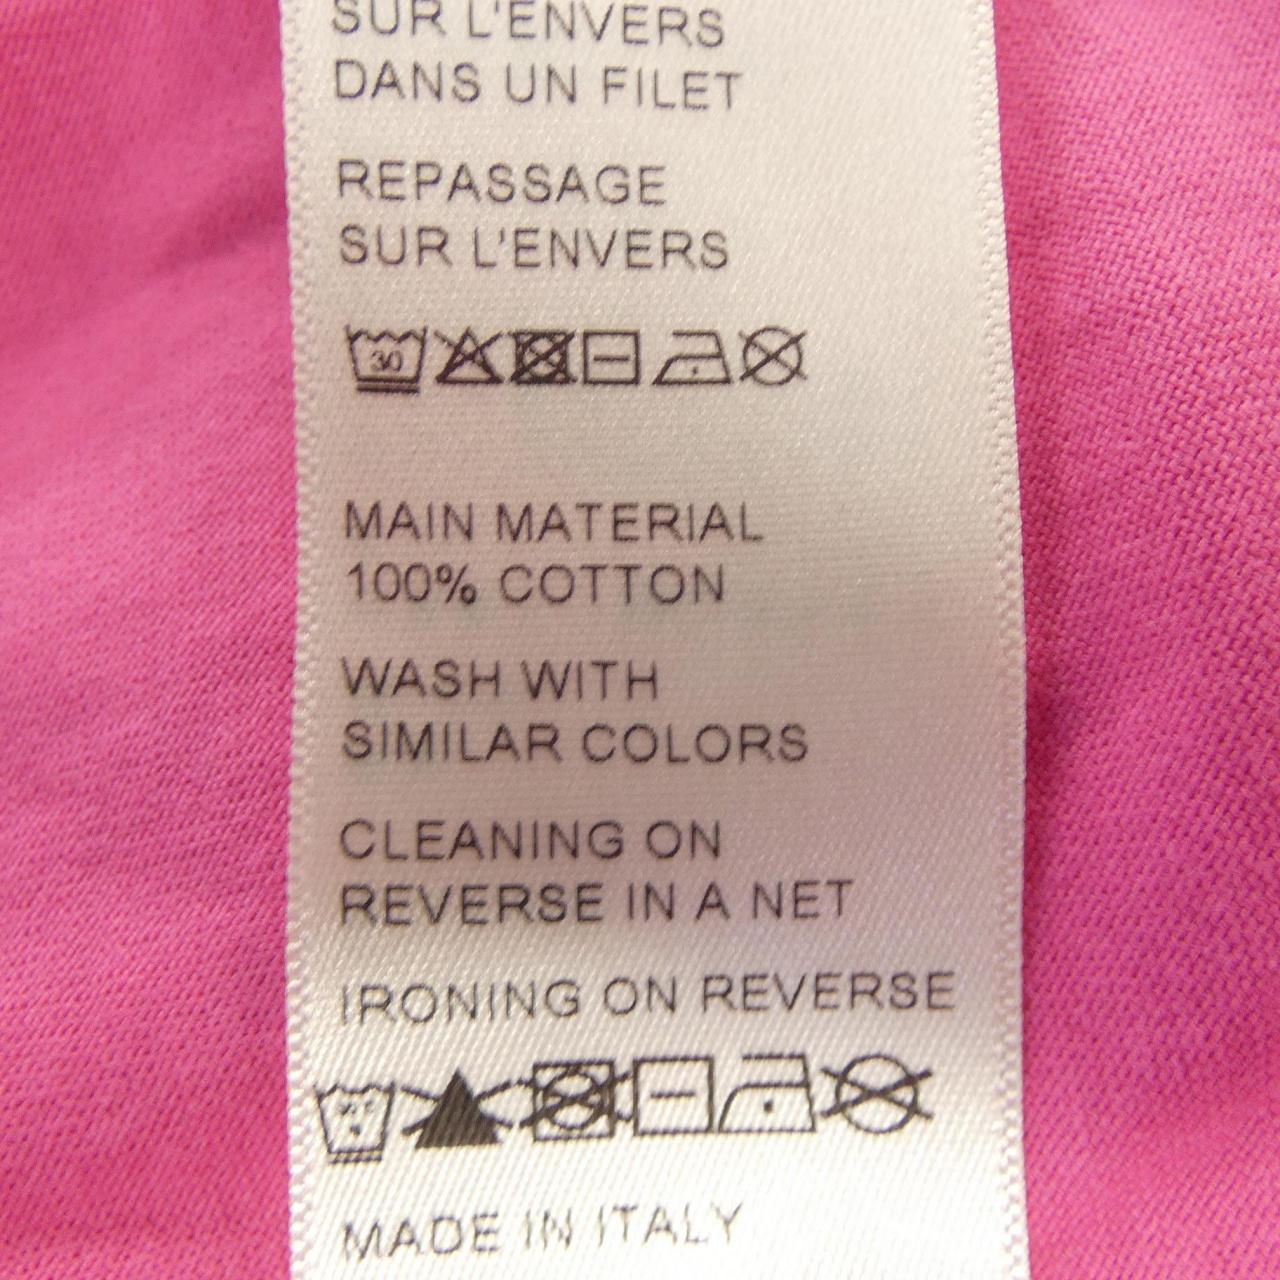 SUR L'ENVERS
DANS UN FILET
REPASSAGE
SUR L'ENVERS
30
MAIN MATERIAL
100% COTTON
WASH WITH
SIMILAR COLORS
CLEANING ON
REVERSE IN A NET
IRONING ON REVERSE
MADE IN ITALY